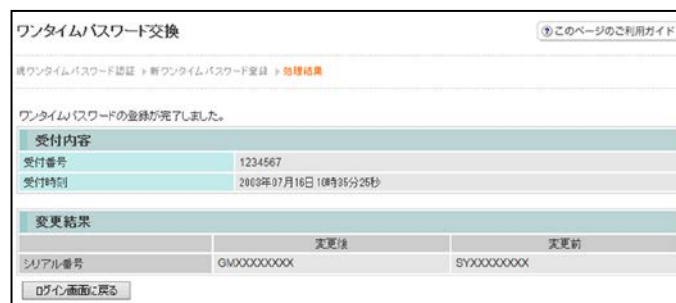 ワンタイムパスワード交換
?このページのご利用ガイド
現ワンタイムパスワード認証 ▶ 新ワンタイムパスワード登録 ▶ 処理結果
ワンタイムパスワードの登録が完了しました。
受付内容
受付番号 1234567
受付時刻 2008年07月16日 10時35分25秒
変更結果
変更後 変更前
シリアル番号 GMXXXXXXXXX SYXXXXXXXXX
ログイン画面に戻る